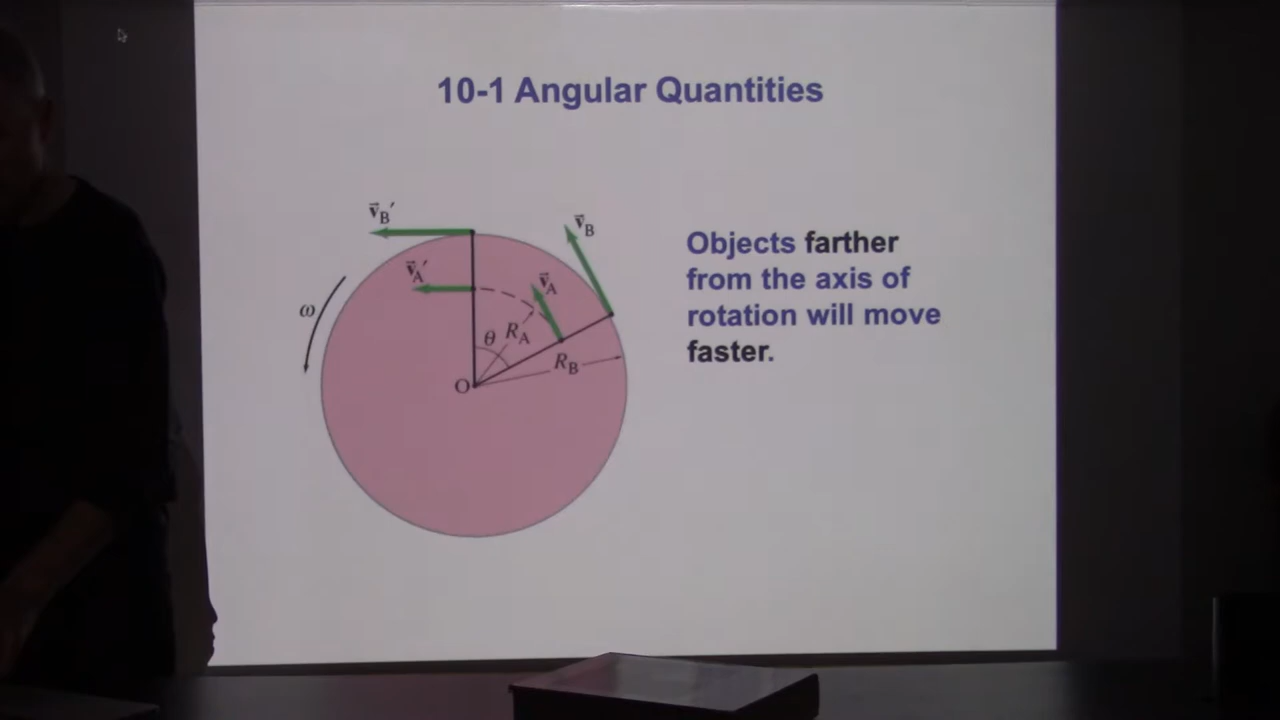 10-1 Angular Quantities
v⃗B′
v⃗B
v⃗A′
v⃗A
ω
θ
RA
RB
O
Objects farther
from the axis of
rotation will move
faster.